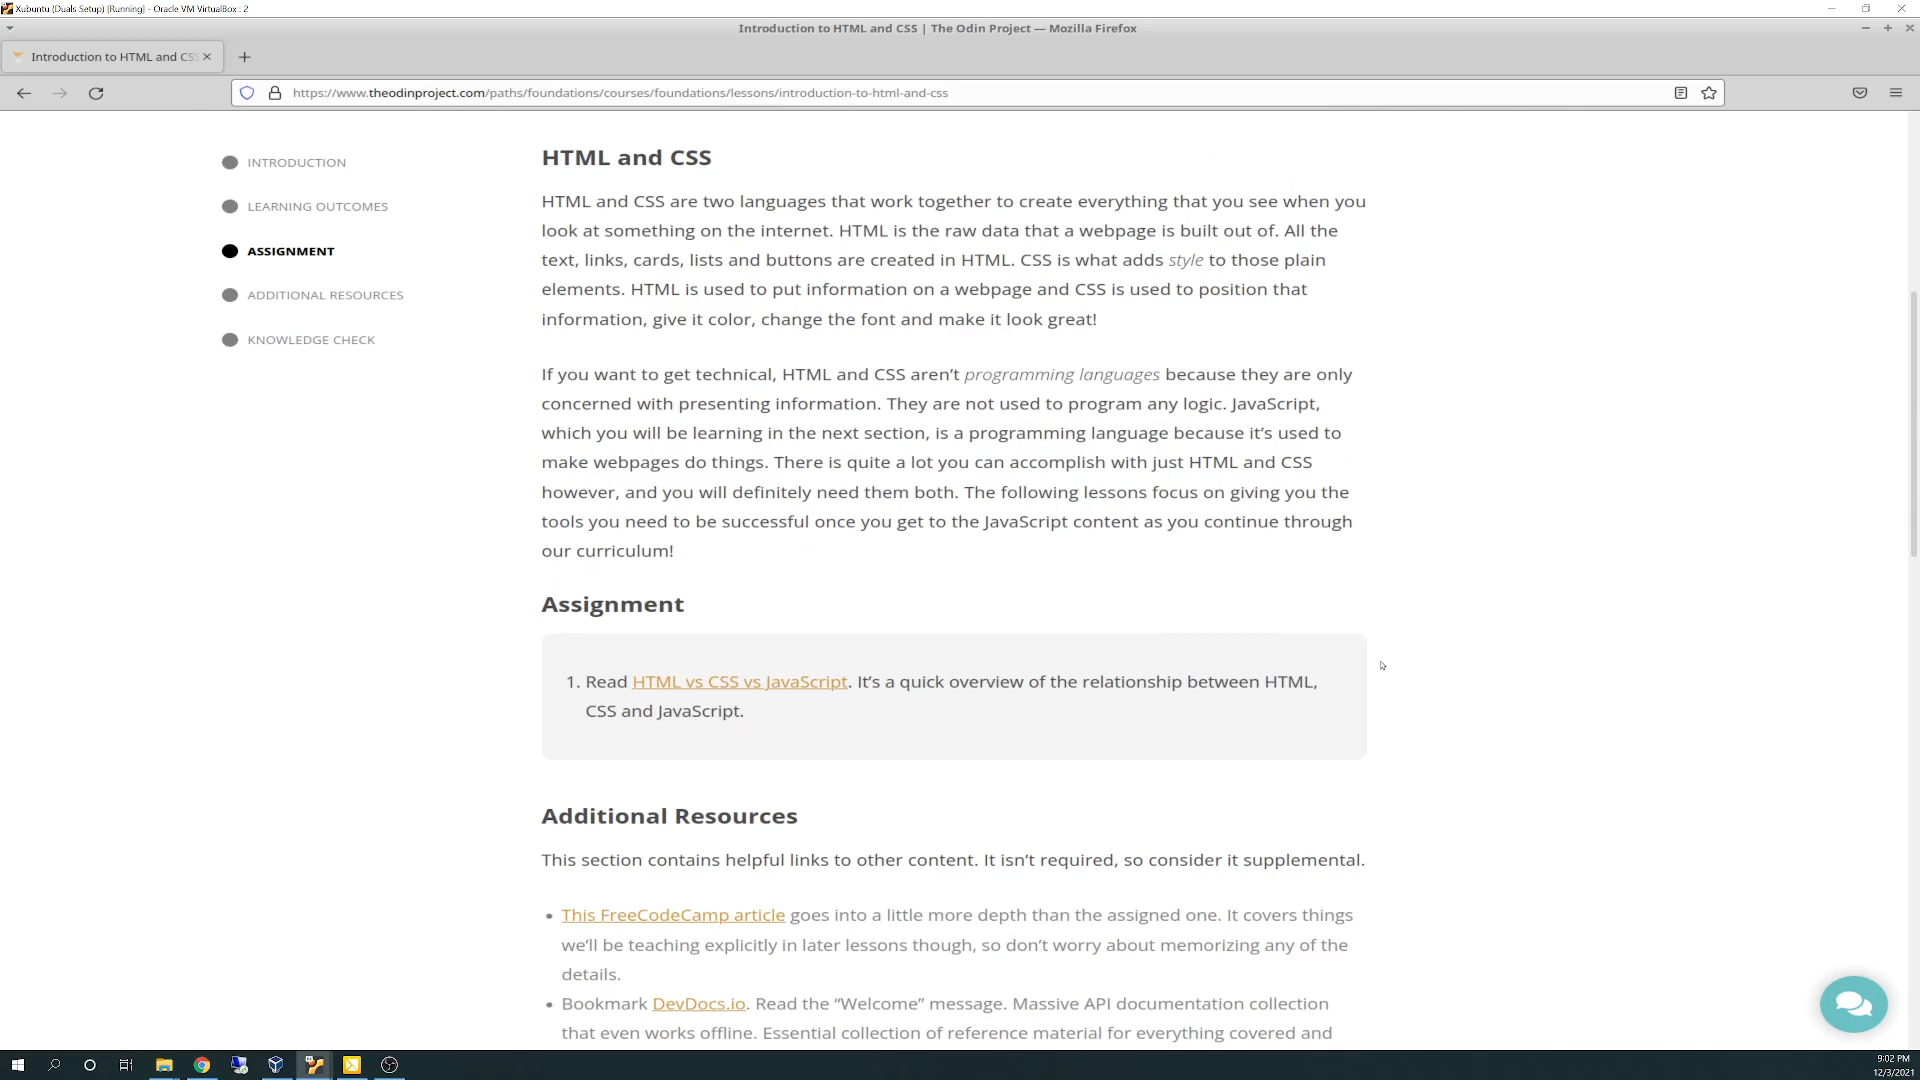 Xubuntu (Duals Setup) [Running] - Oracle VM VirtualBox : 2
Introduction to HTML and CSS | The Odin Project — Mozilla Firefox
Introduction to HTML and CSS
https://www.theodinproject.com/paths/foundations/courses/foundations/lessons/introduction-to-html-and-css
INTRODUCTION
LEARNING OUTCOMES
ASSIGNMENT
ADDITIONAL RESOURCES
KNOWLEDGE CHECK
HTML and CSS
HTML and CSS are two languages that work together to create everything that you see when you
look at something on the internet. HTML is the raw data that a webpage is built out of. All the
text, links, cards, lists and buttons are created in HTML. CSS is what adds style to those plain
elements. HTML is used to put information on a webpage and CSS is used to position that
information, give it color, change the font and make it look great!
If you want to get technical, HTML and CSS aren’t programming languages because they are only
concerned with presenting information. They are not used to program any logic. JavaScript,
which you will be learning in the next section, is a programming language because it’s used to
make webpages do things. There is quite a lot you can accomplish with just HTML and CSS
however, and you will definitely need them both. The following lessons focus on giving you the
tools you need to be successful once you get to the JavaScript content as you continue through
our curriculum!
Assignment
1. Read HTML vs CSS vs JavaScript. It’s a quick overview of the relationship between HTML,
CSS and JavaScript.
Additional Resources
This section contains helpful links to other content. It isn’t required, so consider it supplemental.
• This FreeCodeCamp article goes into a little more depth than the assigned one. It covers things
we’ll be teaching explicitly in later lessons though, so don’t worry about memorizing any of the
details.
• Bookmark DevDocs.io. Read the “Welcome” message. Massive API documentation collection
that even works offline. Essential collection of reference material for everything covered and
9:02 PM
12/3/2021